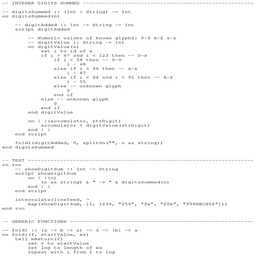 -- INTEGER DIGITS SUMMED -----------------------------------------
-- digitsSummed :: (Int | String) -> Int
on digitsSummed(n)
-- digitAdded :: Int -> String -> Int
script digitAdded
-- Numeric values of known glyphs: 0-9 A-Z a-z
-- digitValue :: String -> Int
on digitValue(s)
set i to id of s
if i > 47 and i < 123 then -- 0-z
if i < 58 then -- 0-9
i - 48
else if i > 96 then -- a-z
i - 87
else if i > 64 and i < 91 then -- A-Z
i - 55
else -- unknown glyph
0
end if
else -- unknown glyph
0
end if
end digitValue
on |λ|(accumulator, strDigit)
accumulator + digitValue(strDigit)
end |λ|
end script
foldl(digitAdded, 0, splitOn("", n as string))
end digitsSummed
-- TEST ----------------------------------------------------------
on run
-- showDigitSum :: Int -> Int -> String
script showDigitSum
on |λ|(n)
(n as string) & " -> " & digitsSummed(n)
end |λ|
end script
intercalate(linefeed, ¬
map(showDigitSum, [1, 1234, "254", "fe", "f0e", "999ABCXYZ"]))
end run
-- GENERIC FUNCTIONS ---------------------------------------------
-- foldl :: (a -> b -> a) -> a -> [b] -> a
on foldl(f, startValue, xs)
tell mReturn(f)
set v to startValue
set lng to length of xs
repeat with i from 1 to lng